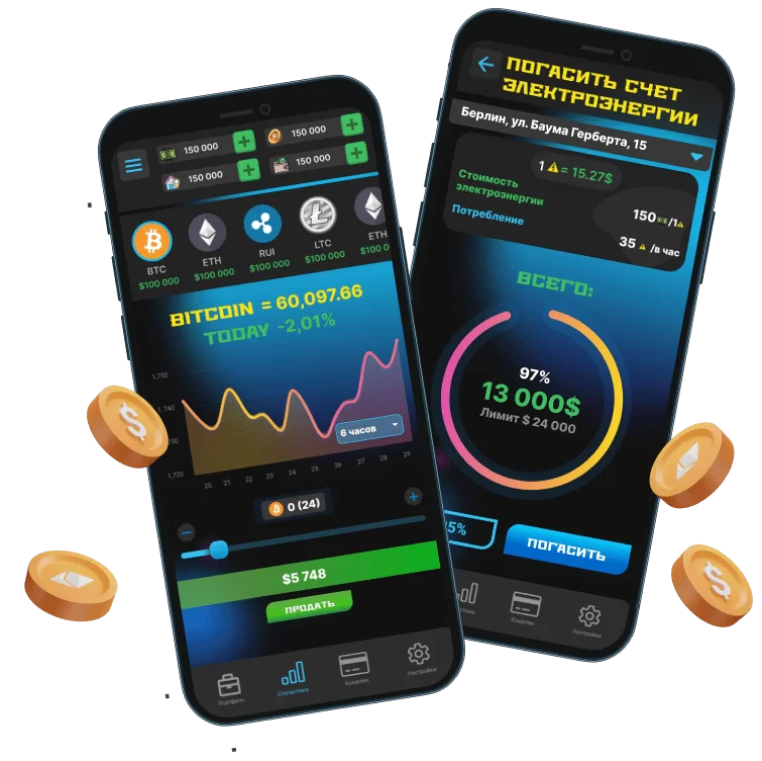 150 000
150 000
150 000
150 000
BTC
$100 000
ETH
$100 000
RUI
$100 000
LTC
$100 000
ETH
$100 0
BITCOIN = 60,097.66
TODAY -2,01%
1,750
1,740
730
1,720
6 часов
20 21 22 23 24 25 26 27 28 29
0 (24)
$5 748
ПРОДАТЬ
Портфель
Статистика
Кошелек
Настройки
ПОГАСИТЬ СЧЕТ
ЭЛЕКТРОЭНЕРГИИ
Берлин, ул. Баума Герберта, 15
1 = 15.27$
Стоимость
электроэнергии
150 /1
Потребление
35 /в час
ВСЕГО:
97%
13 000$
Лимит $ 24 000
5%
ПОГАСИТЬ
Кошелек
Настройки